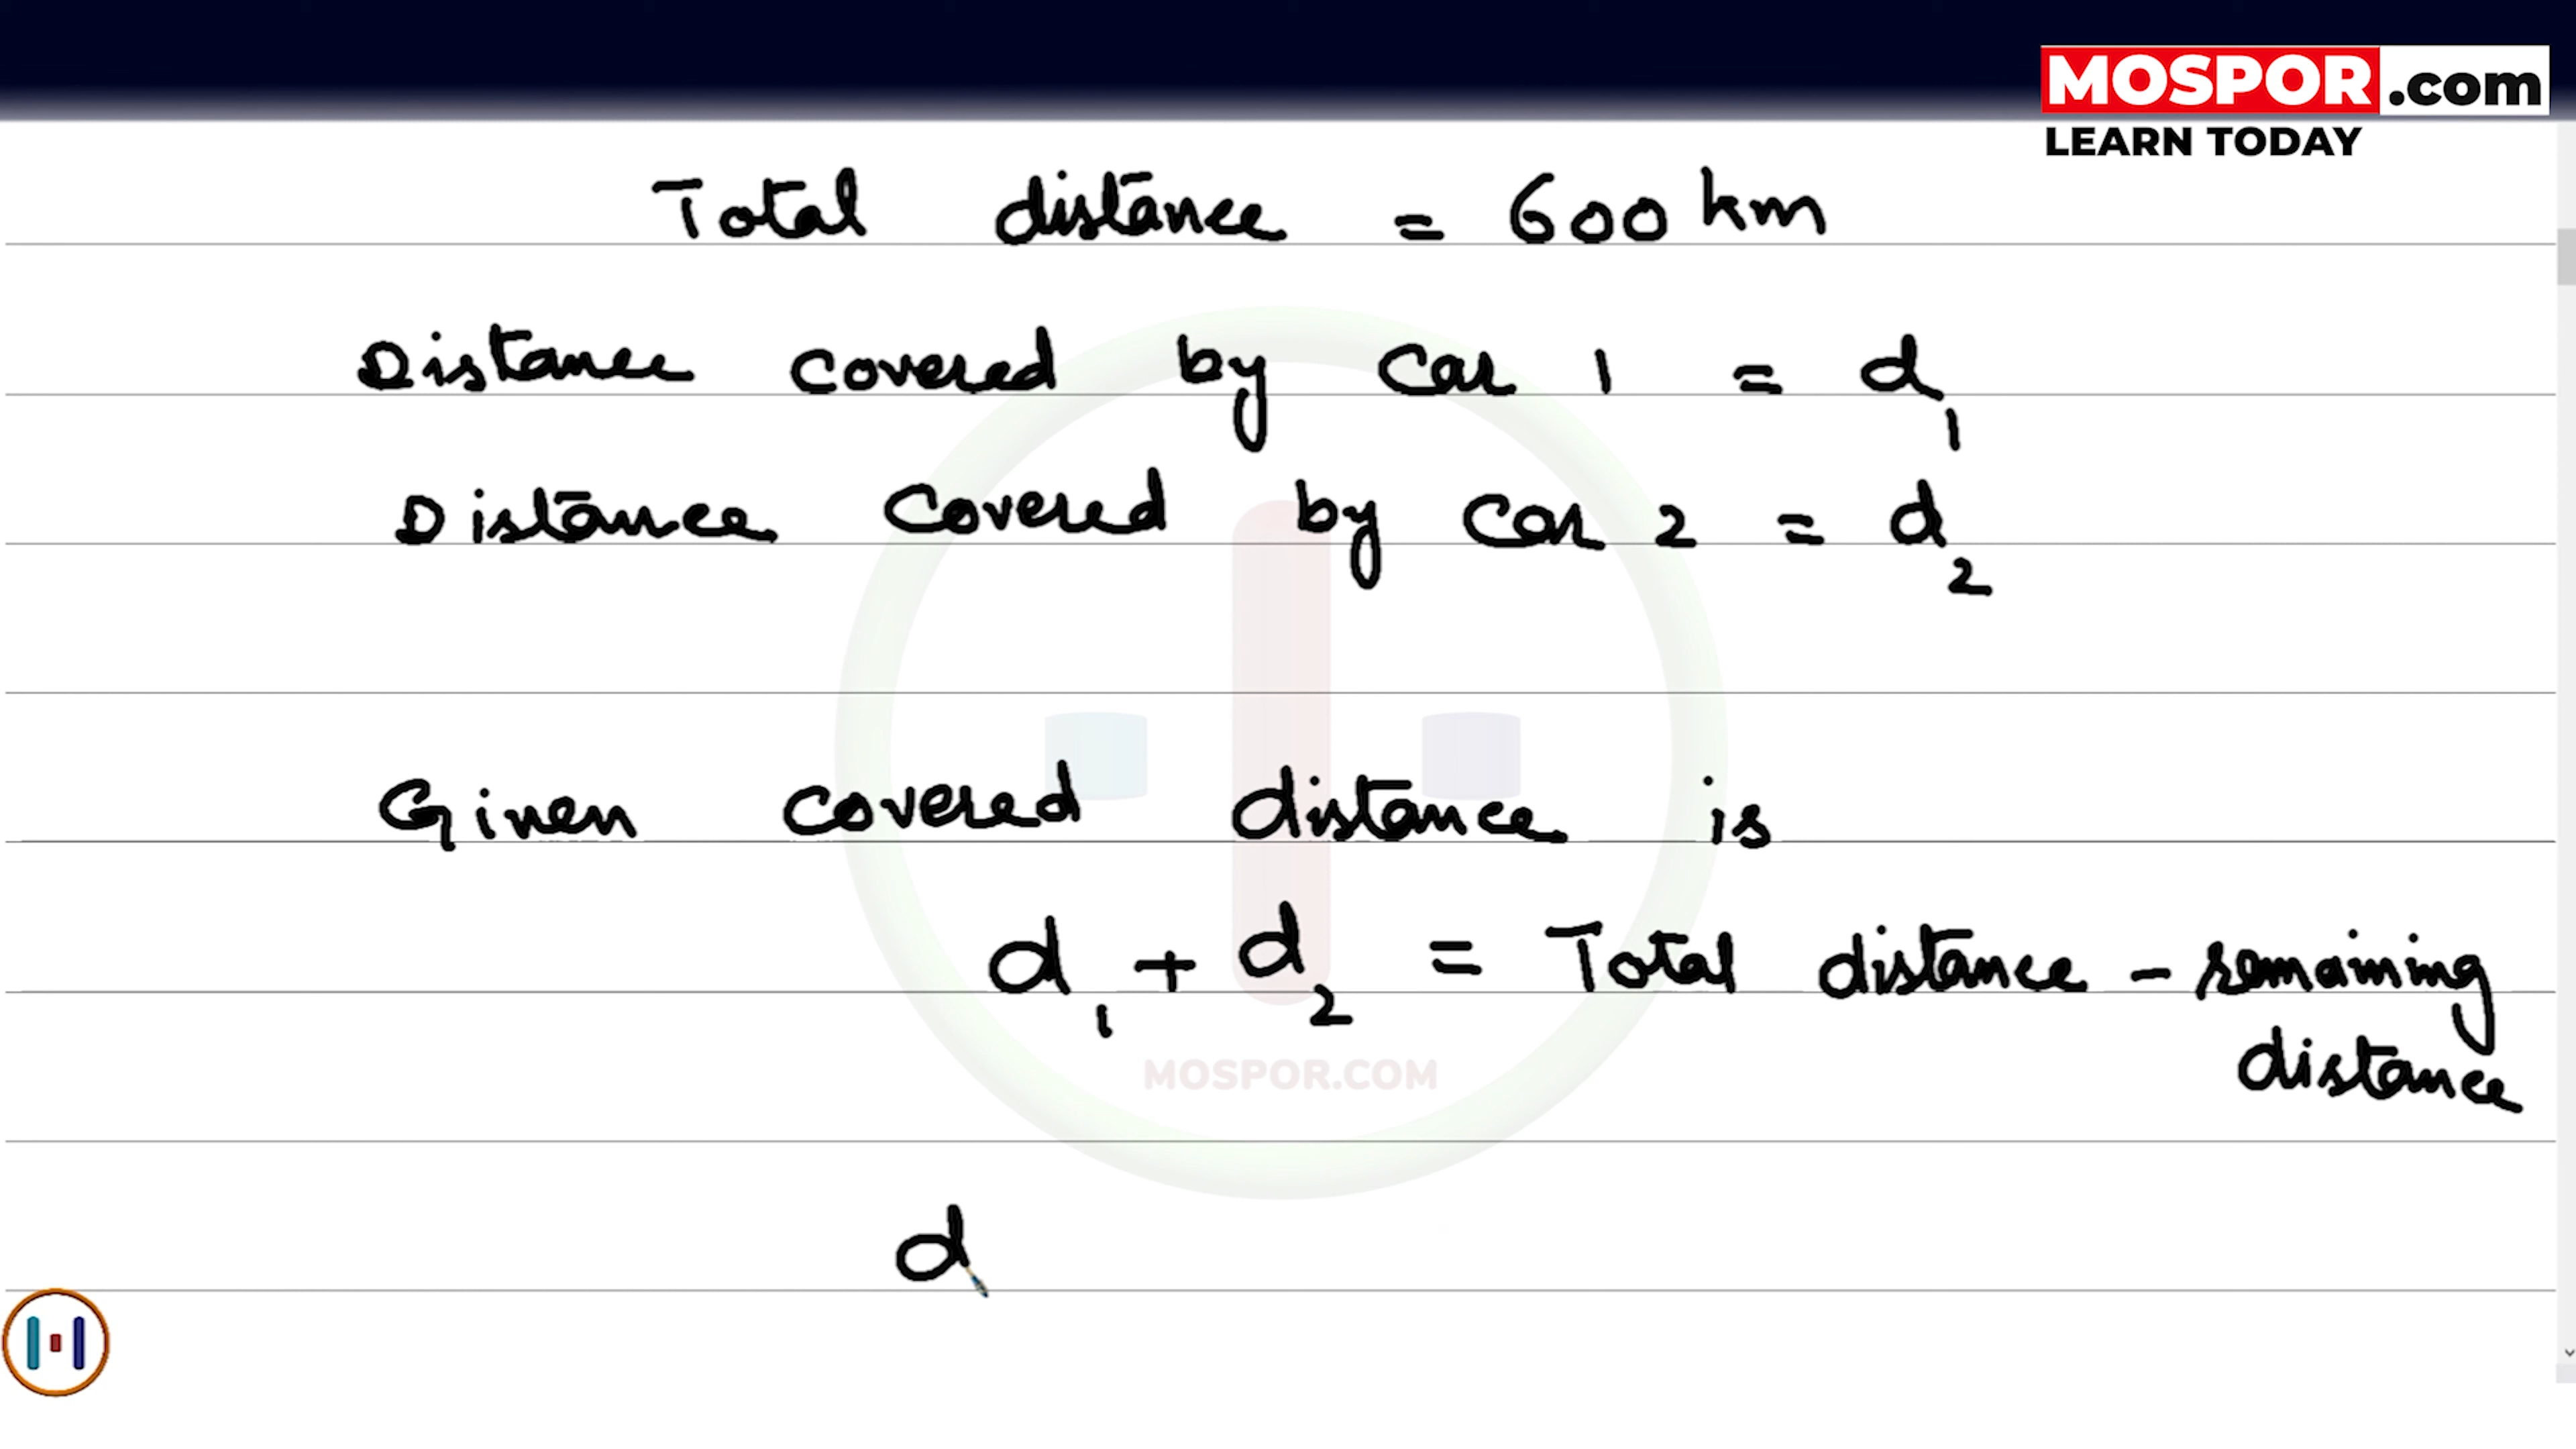 MOSPOR.com
LEARN TODAY
Total distance = 600 km
Distance covered by car 1 = d₁
Distance covered by car 2 = d₂
Given covered distance is
d₁ + d₂ = Total distance - remaining
distance
MOSPOR.COM
d